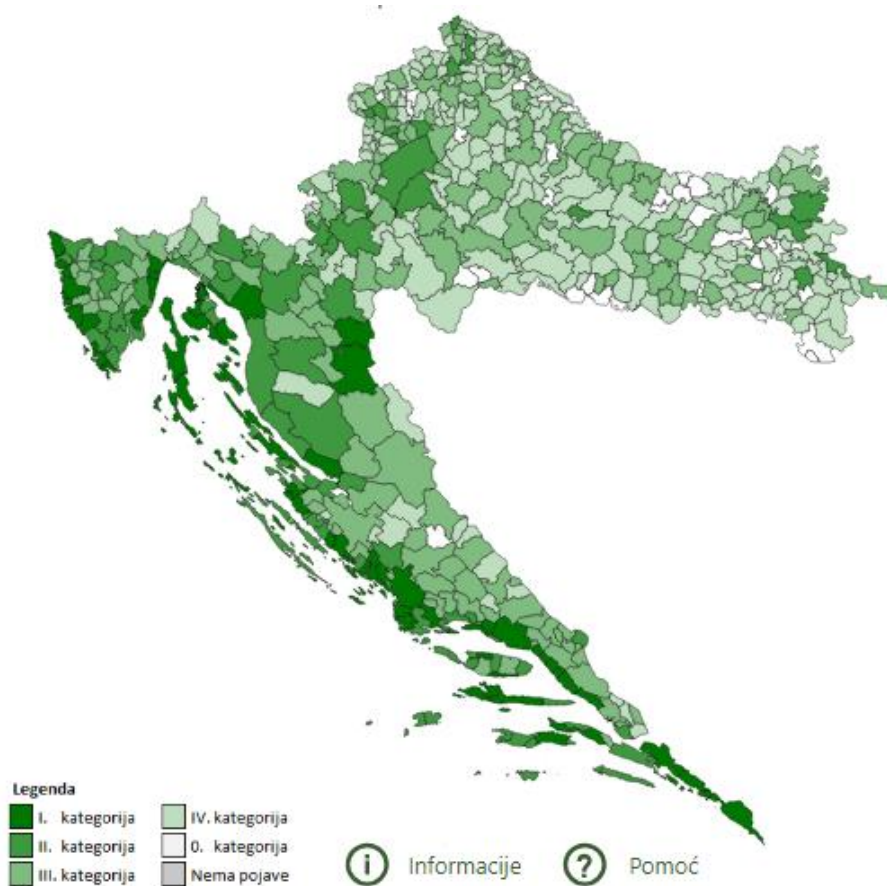 Legenda
I. kategorija
II. kategorija
III. kategorija
IV. kategorija
0. kategorija
Nema pojave
i Informacije
? Pomoć